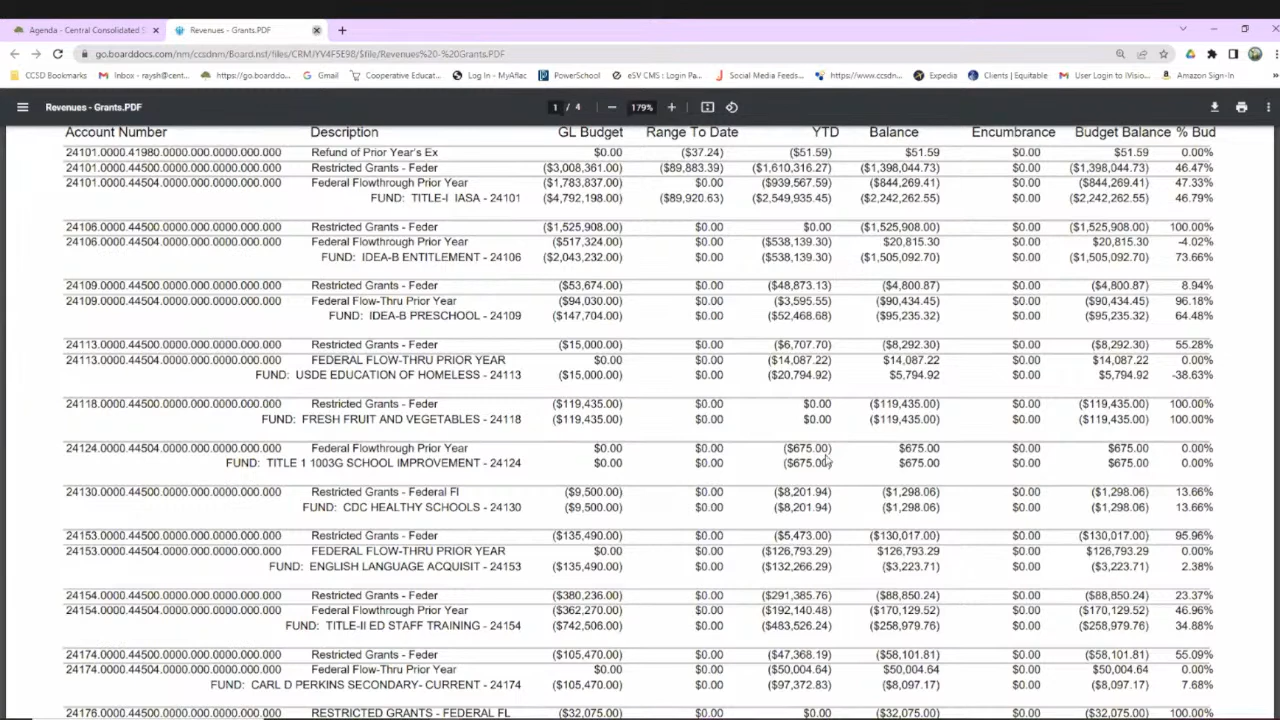 Agenda - Central Consolidated S
Revenues - Grants.PDF
go.boarddocs.com/nm/ccsdnm/Board.nsf/files/CRMJYV4F5E98/$file/Revenues%20-%20Grants.PDF
CCSD Bookmarks Inbox - raysh@cent... https://go.boarddo... Gmail Cooperative Educat... Log In - MyAflac PowerSchool eSV CMS : Login Pa... Social Media Feeds... https://www.ccsdn... Expedia Clients | Equitable User Login to iVisio... Amazon Sign-In »
Revenues - Grants.PDF 1 / 4 179%
Account Number Description GL Budget Range To Date YTD Balance Encumbrance Budget Balance % Bud
24101.0000.41980.0000.000.000.0000.000 Refund of Prior Year's Ex $0.00 ($37.24) ($51.59) $51.59 $0.00 $51.59 0.00%
24101.0000.44500.0000.000.000.0000.000 Restricted Grants - Feder ($3,008,361.00) ($89,883.39) ($1,610,316.27) ($1,398,044.73) $0.00 ($1,398,044.73) 46.47%
24101.0000.44504.0000.000.000.0000.000 Federal Flowthrough Prior Year ($1,783,837.00) $0.00 ($939,567.59) ($844,269.41) $0.00 ($844,269.41) 47.33%
FUND: TITLE-I IASA - 24101 ($4,792,198.00) ($89,920.63) ($2,549,935.45) ($2,242,262.55) $0.00 ($2,242,262.55) 46.79%
24106.0000.44500.0000.000.000.0000.000 Restricted Grants - Feder ($1,525,908.00) $0.00 $0.00 ($1,525,908.00) $0.00 ($1,525,908.00) 100.00%
24106.0000.44504.0000.000.000.0000.000 Federal Flowthrough Prior Year ($517,324.00) $0.00 ($538,139.30) $20,815.30 $0.00 $20,815.30 -4.02%
FUND: IDEA-B ENTITLEMENT - 24106 ($2,043,232.00) $0.00 ($538,139.30) ($1,505,092.70) $0.00 ($1,505,092.70) 73.66%
24109.0000.44500.0000.000.000.0000.000 Restricted Grants - Feder ($53,674.00) $0.00 ($48,873.13) ($4,800.87) $0.00 ($4,800.87) 8.94%
24109.0000.44504.0000.000.000.0000.000 Federal Flow-Thru Prior Year ($94,030.00) $0.00 ($3,595.55) ($90,434.45) $0.00 ($90,434.45) 96.18%
FUND: IDEA-B PRESCHOOL - 24109 ($147,704.00) $0.00 ($52,468.68) ($95,235.32) $0.00 ($95,235.32) 64.48%
24113.0000.44500.0000.000.000.0000.000 Restricted Grants - Feder ($15,000.00) $0.00 ($6,707.70) ($8,292.30) $0.00 ($8,292.30) 55.28%
24113.0000.44504.0000.000.000.0000.000 FEDERAL FLOW-THRU PRIOR YEAR $0.00 $0.00 ($14,087.22) $14,087.22 $0.00 $14,087.22 0.00%
FUND: USDE EDUCATION OF HOMELESS - 24113 ($15,000.00) $0.00 ($20,794.92) $5,794.92 $0.00 $5,794.92 -38.63%
24118.0000.44500.0000.000.000.0000.000 Restricted Grants - Feder ($119,435.00) $0.00 $0.00 ($119,435.00) $0.00 ($119,435.00) 100.00%
FUND: FRESH FRUIT AND VEGETABLES - 24118 ($119,435.00) $0.00 $0.00 ($119,435.00) $0.00 ($119,435.00) 100.00%
24124.0000.44504.0000.000.000.0000.000 Federal Flowthrough Prior Year $0.00 $0.00 ($675.00) $675.00 $0.00 $675.00 0.00%
FUND: TITLE 1 1003G SCHOOL IMPROVEMENT - 24124 $0.00 $0.00 ($675.00) $675.00 $0.00 $675.00 0.00%
24130.0000.44500.0000.000.000.0000.000 Restricted Grants - Federal Fl ($9,500.00) $0.00 ($8,201.94) ($1,298.06) $0.00 ($1,298.06) 13.66%
FUND: CDC HEALTHY SCHOOLS - 24130 ($9,500.00) $0.00 ($8,201.94) ($1,298.06) $0.00 ($1,298.06) 13.66%
24153.0000.44500.0000.000.000.0000.000 Restricted Grants - Feder ($135,490.00) $0.00 ($5,473.00) ($130,017.00) $0.00 ($130,017.00) 95.96%
24153.0000.44504.0000.000.000.0000.000 FEDERAL FLOW-THRU PRIOR YEAR $0.00 $0.00 ($126,793.29) $126,793.29 $0.00 $126,793.29 0.00%
FUND: ENGLISH LANGUAGE ACQUISIT - 24153 ($135,490.00) $0.00 ($132,266.29) ($3,223.71) $0.00 ($3,223.71) 2.38%
24154.0000.44500.0000.000.000.0000.000 Restricted Grants - Feder ($380,236.00) $0.00 ($291,385.76) ($88,850.24) $0.00 ($88,850.24) 23.37%
24154.0000.44504.0000.000.000.0000.000 Federal Flowthrough Prior Year ($362,270.00) $0.00 ($192,140.48) ($170,129.52) $0.00 ($170,129.52) 46.96%
FUND: TITLE-II ED STAFF TRAINING - 24154 ($742,506.00) $0.00 ($483,526.24) ($258,979.76) $0.00 ($258,979.76) 34.88%
24174.0000.44500.0000.000.000.0000.000 Restricted Grants - Feder ($105,470.00) $0.00 ($47,368.19) ($58,101.81) $0.00 ($58,101.81) 55.09%
24174.0000.44504.0000.000.000.0000.000 Federal Flow-Thru Prior Year $0.00 $0.00 ($50,004.64) $50,004.64 $0.00 $50,004.64 0.00%
FUND: CARL D PERKINS SECONDARY- CURRENT - 24174 ($105,470.00) $0.00 ($97,372.83) ($8,097.17) $0.00 ($8,097.17) 7.68%
24176.0000.44500.0000.000.000.0000.000 RESTRICTED GRANTS - FEDERAL FL ($32,075.00) $0.00 $0.00 ($32,075.00) $0.00 ($32,075.00) 100.00%